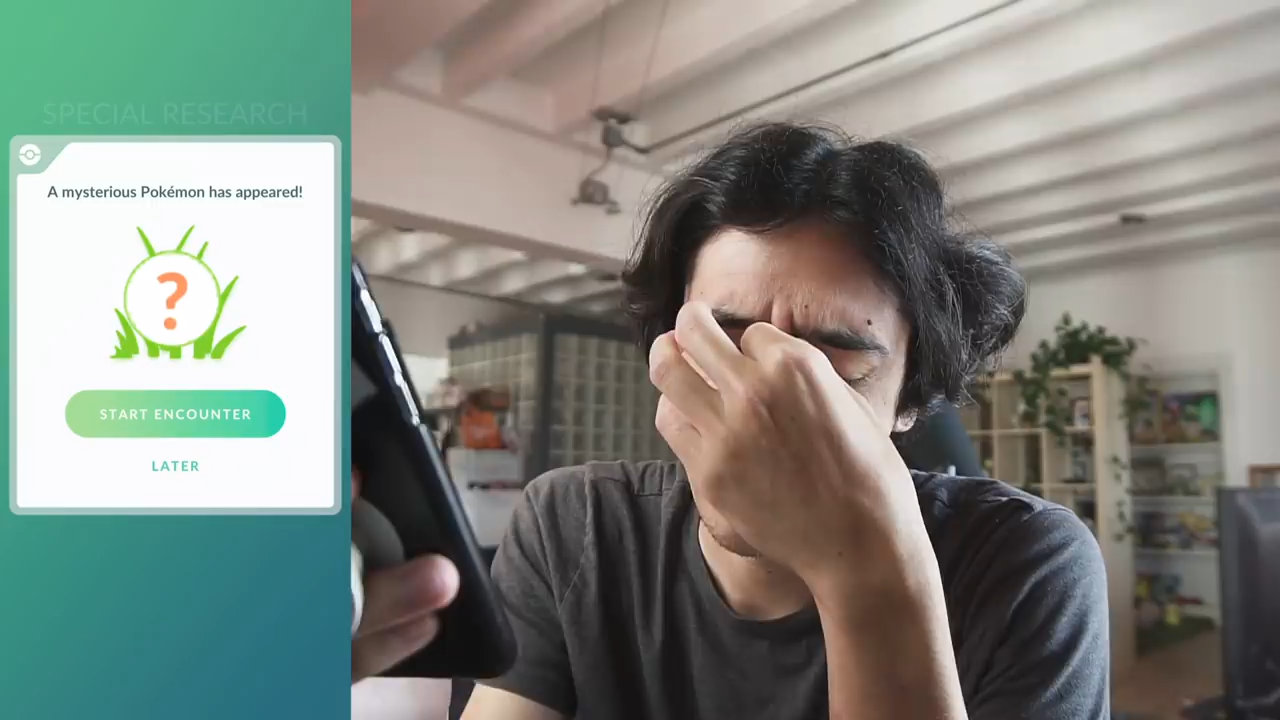 SPECIAL RESEARCH
A mysterious Pokémon has appeared!
?
START ENCOUNTER
LATER